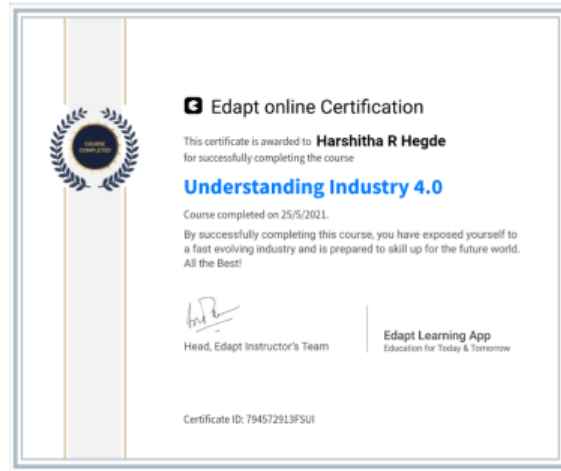 COURSE
COMPLETED
Edapt online Certification
This certificate is awarded to Harshitha R Hegde
for successfully completing the course
Understanding Industry 4.0
Course completed on 25/5/2021.
By successfully completing this course, you have exposed yourself to
a fast evolving industry and is prepared to skill up for the future world.
All the Best!
Head, Edapt Instructor's Team
Edapt Learning App
Education for Today & Tomorrow
Certificate ID: 794572913FSUI